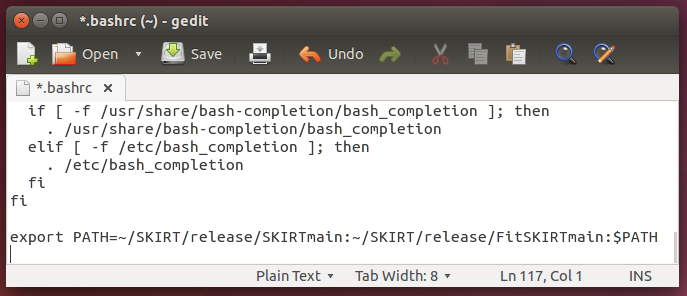 *.bashrc (~) - gedit
Open Save Undo
*.bashrc
if [ -f /usr/share/bash-completion/bash_completion ]; then
. /usr/share/bash-completion/bash_completion
elif [ -f /etc/bash_completion ]; then
. /etc/bash_completion
fi
fi
export PATH=~/SKIRT/release/SKIRTmain:~/SKIRT/release/FitSKIRTmain:$PATH
Plain Text Tab Width: 8 Ln 117, Col 1 INS